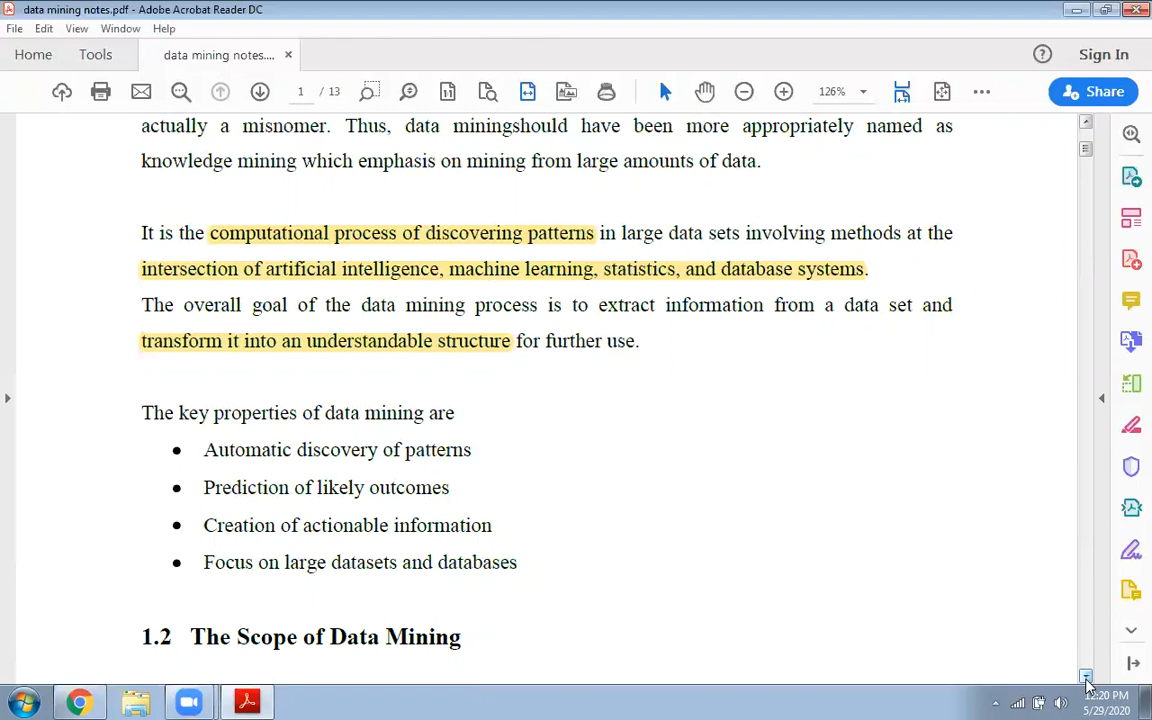 data mining notes.pdf - Adobe Acrobat Reader DC
File Edit View Window Help
Home Tools data mining notes.... ×
Sign In
1 / 13
126%
Share
actually a misnomer. Thus, data miningshould have been more appropriately named as
knowledge mining which emphasis on mining from large amounts of data.
It is the computational process of discovering patterns in large data sets involving methods at the
intersection of artificial intelligence, machine learning, statistics, and database systems.
The overall goal of the data mining process is to extract information from a data set and
transform it into an understandable structure for further use.
The key properties of data mining are
• Automatic discovery of patterns
• Prediction of likely outcomes
• Creation of actionable information
• Focus on large datasets and databases
1.2 The Scope of Data Mining
12:20 PM
5/29/2020